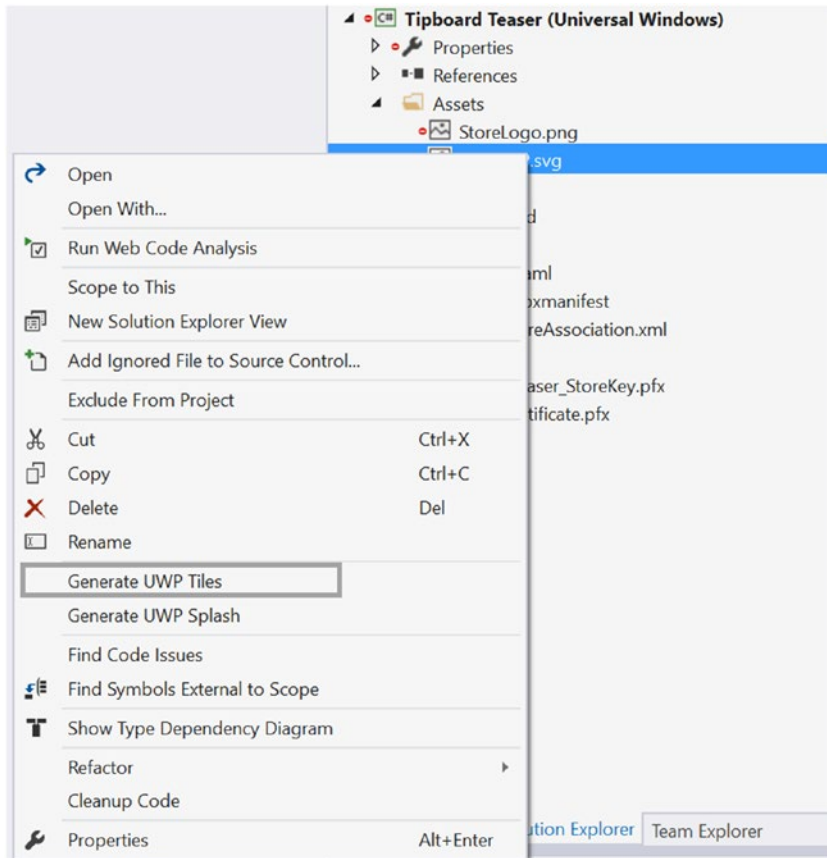 C# Tipboard Teaser (Universal Windows)
Properties
References
Assets
StoreLogo.png
.svg
Open
Open With...
Run Web Code Analysis
Scope to This
New Solution Explorer View
Add Ignored File to Source Control...
Exclude From Project
Cut Ctrl+X
Copy Ctrl+C
Delete Del
Rename
Generate UWP Tiles
Generate UWP Splash
Find Code Issues
Find Symbols External to Scope
Show Type Dependency Diagram
Refactor
Cleanup Code
Properties Alt+Enter
d
aml
oxmanifest
reAssociation.xml
aser_StoreKey.pfx
tificate.pfx
ution Explorer Team Explorer